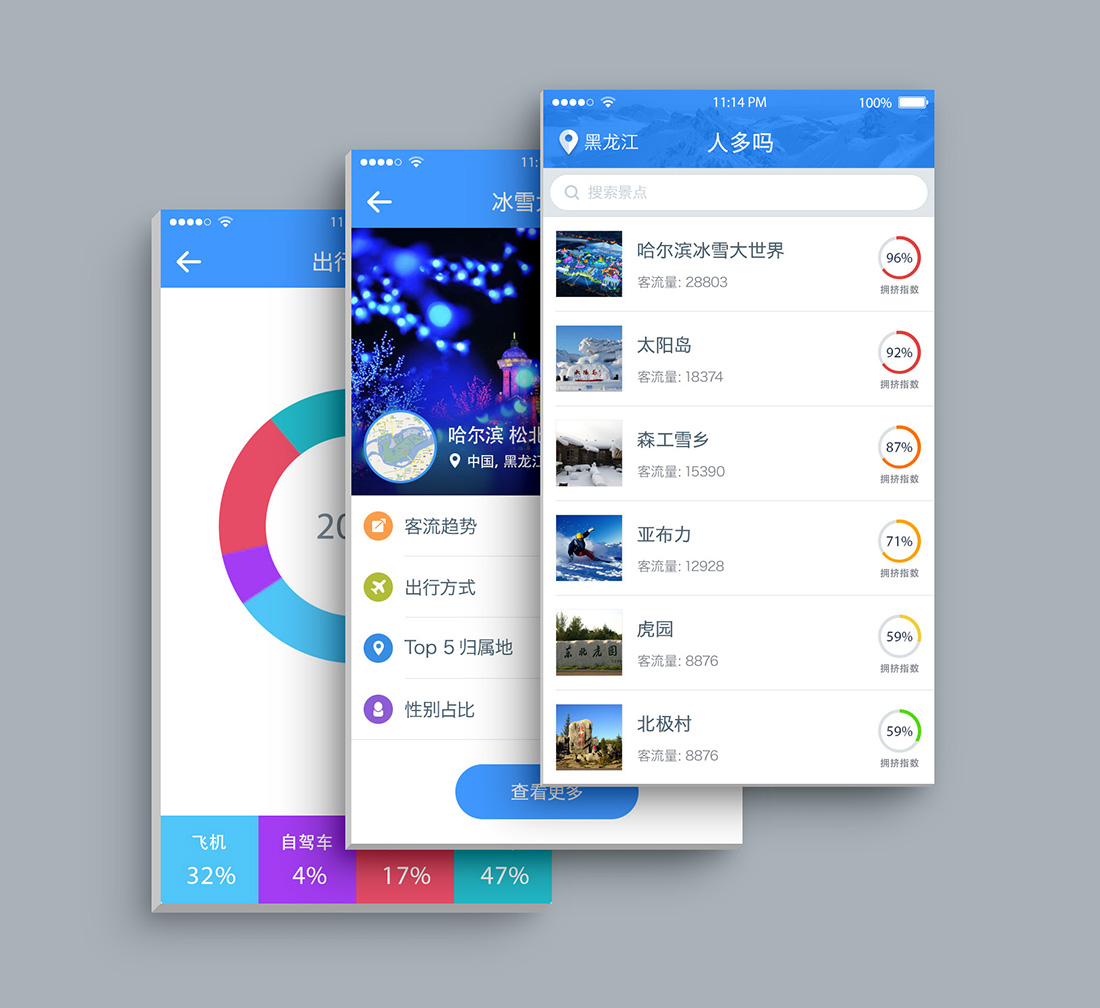 11:14 PM
100%
黑龙江
人多吗
搜索景点
哈尔滨冰雪大世界
客流量: 28803
96%
拥挤指数
太阳岛
客流量: 18374
92%
拥挤指数
森工雪乡
客流量: 15390
87%
拥挤指数
亚布力
客流量: 12928
71%
拥挤指数
东北虎园
虎园
客流量: 8876
59%
拥挤指数
北极村
客流量: 8876
59%
拥挤指数
11:
冰雪
哈尔滨 松北
中国, 黑龙江
客流趋势
出行方式
Top 5 归属地
性别占比
查看更多
11
出行
20
飞机
32%
自驾车
4%
17%
47%